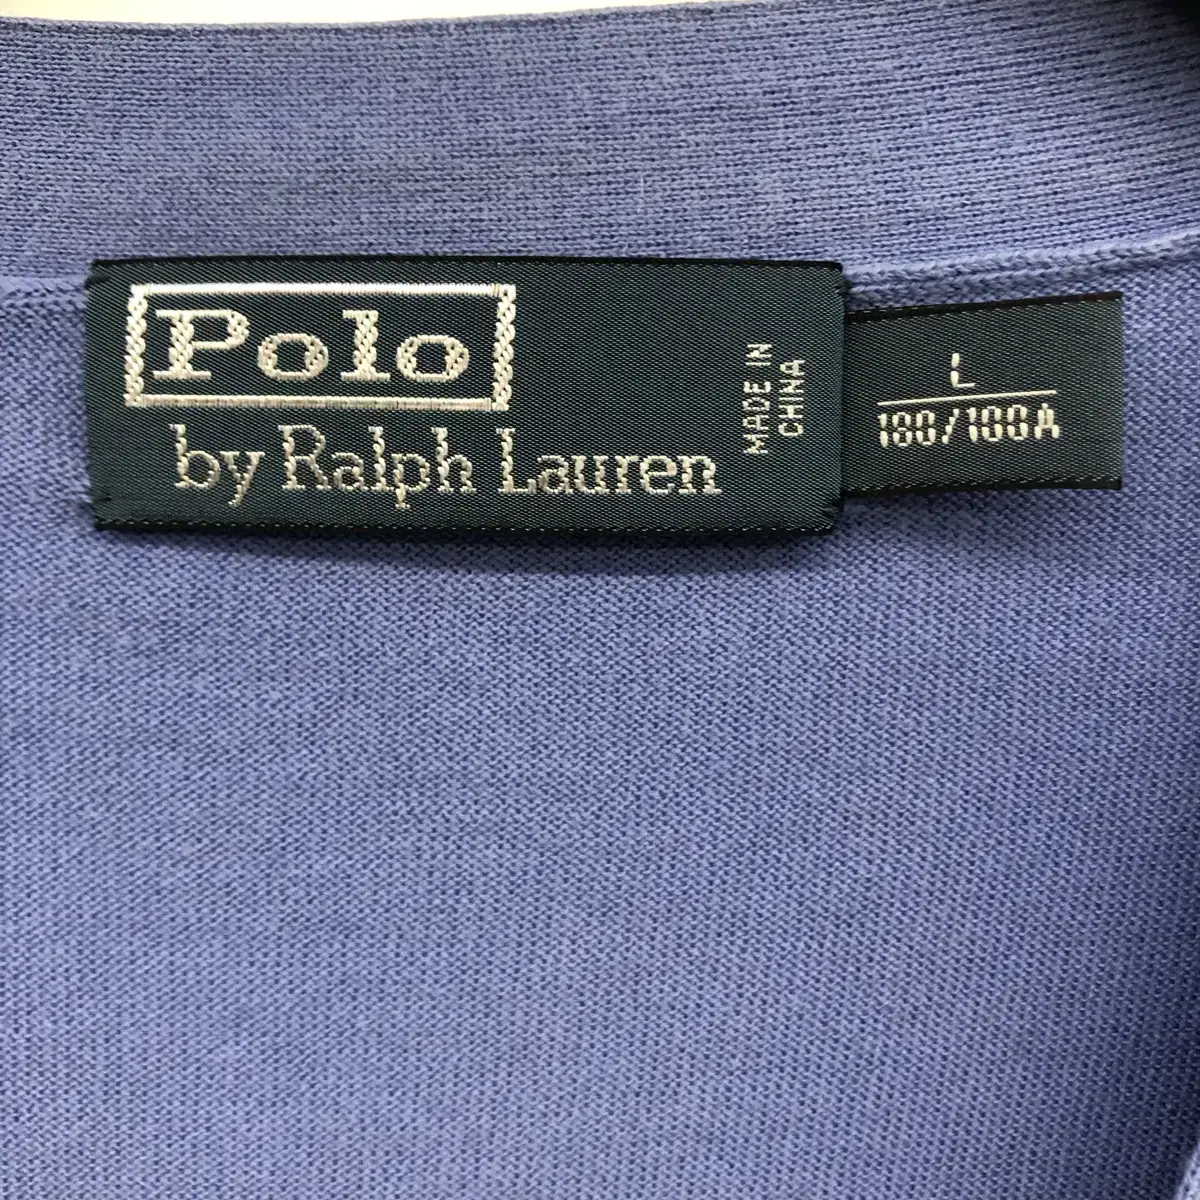 Polo
by Ralph Lauren
MADE IN
CHINA
L
180/100A